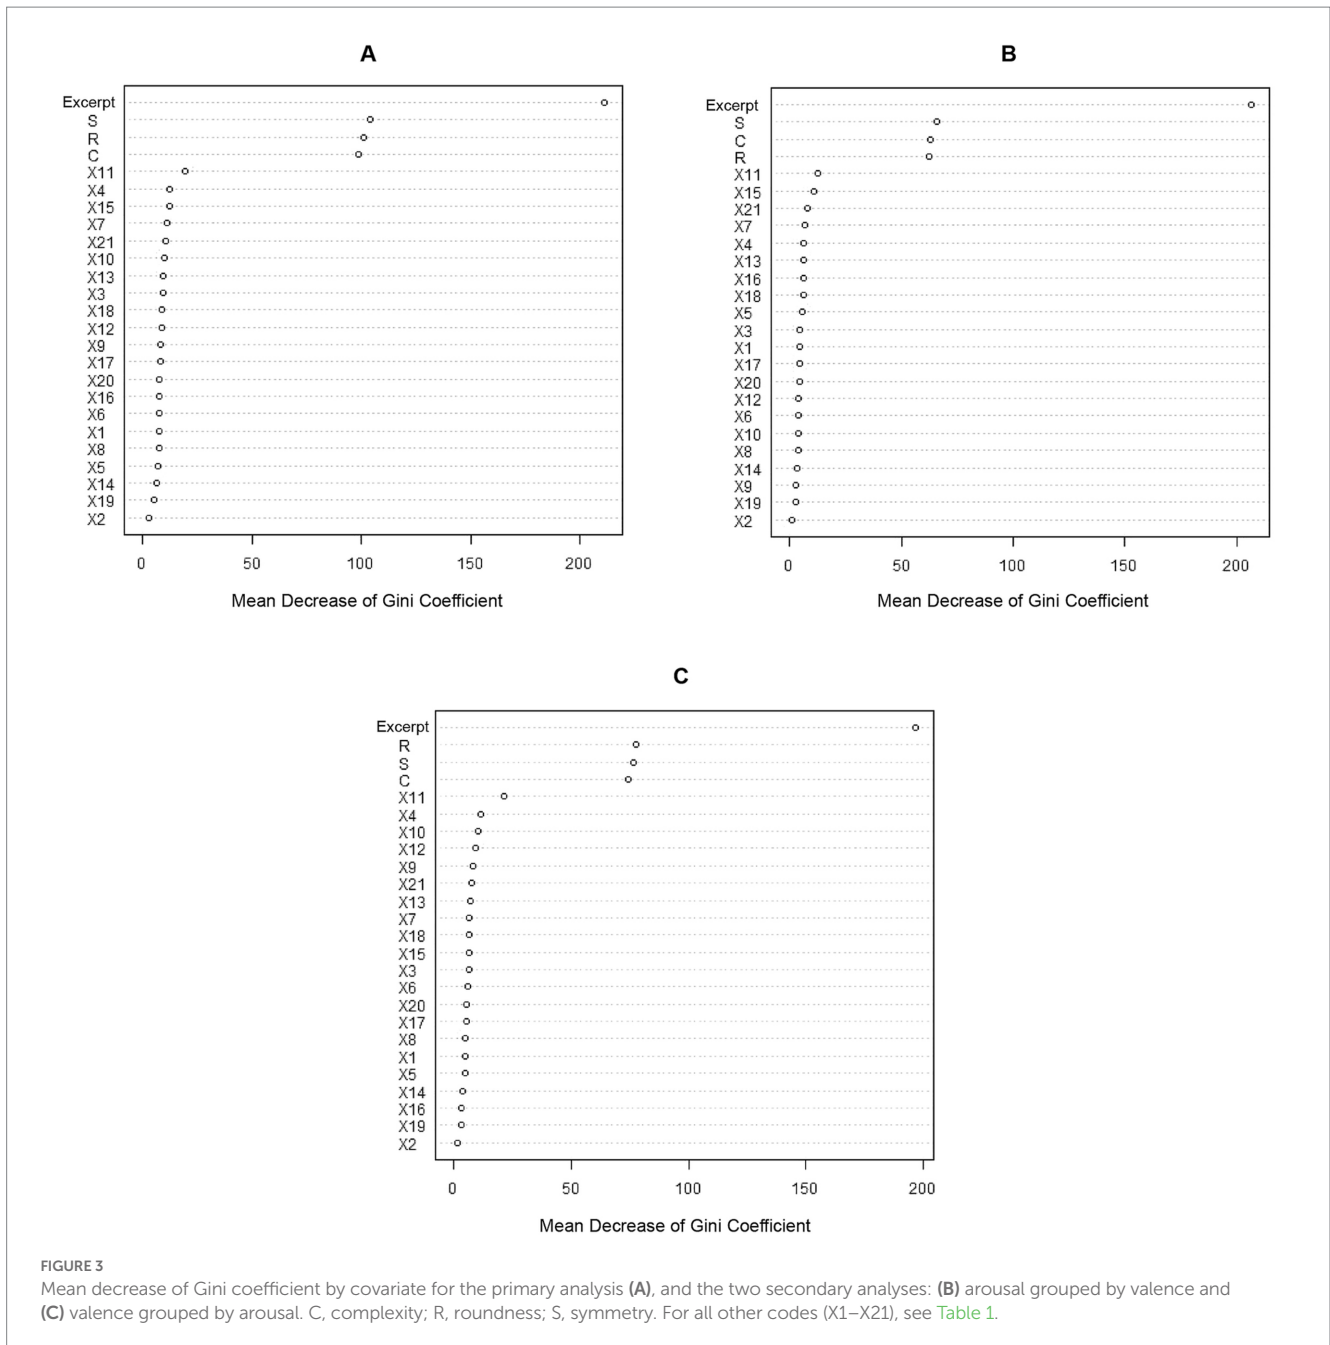 A
Excerpt
S
R
C
X11
X4
X15
X7
X21
X10
X13
X3
X18
X12
X9
X17
X20
X16
X6
X1
X8
X5
X14
X19
X2
0 50 100 150 200
Mean Decrease of Gini Coefficient
B
Excerpt
S
C
R
X11
X15
X21
X7
X4
X13
X16
X18
X5
X3
X1
X17
X20
X12
X6
X10
X8
X14
X9
X19
X2
0 50 100 150 200
Mean Decrease of Gini Coefficient
C
Excerpt
R
S
C
X11
X4
X10
X12
X9
X21
X13
X7
X18
X15
X3
X6
X20
X17
X8
X1
X5
X14
X16
X19
X2
0 50 100 150 200
Mean Decrease of Gini Coefficient
FIGURE 3
Mean decrease of Gini coefficient by covariate for the primary analysis (A), and the two secondary analyses: (B) arousal grouped by valence and
(C) valence grouped by arousal. C, complexity; R, roundness; S, symmetry. For all other codes (X1–X21), see Table 1.